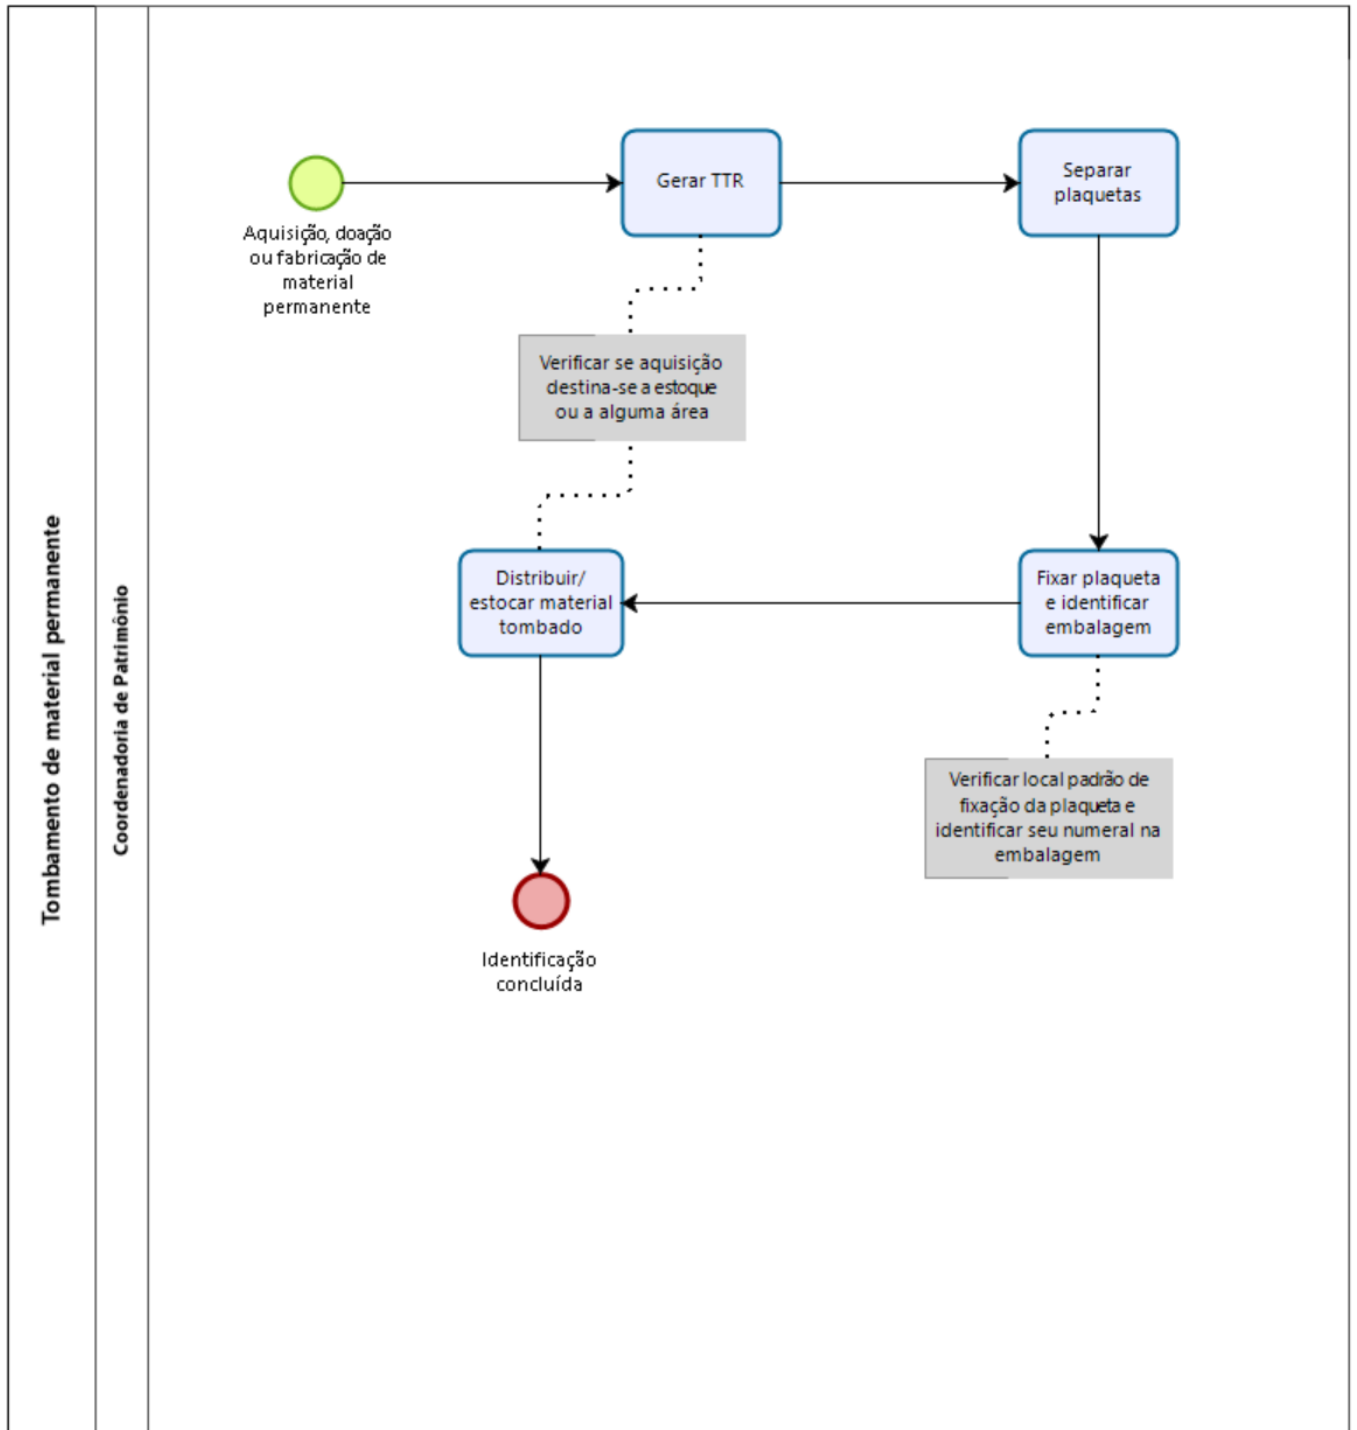 Tombamento de material permanente
Coordenadoria de Patrimônio
Aquisição, doação
ou fabricação de
material
permanente
Gerar TTR
Separar
plaquetas
Verificar se aquisição
destina-se a estoque
ou a alguma área
Distribuir/
estocar material
tombado
Fixar plaqueta
e identificar
embalagem
Verificar local padrão de
fixação da plaqueta e
identificar seu numeral na
embalagem
Identificação
concluída